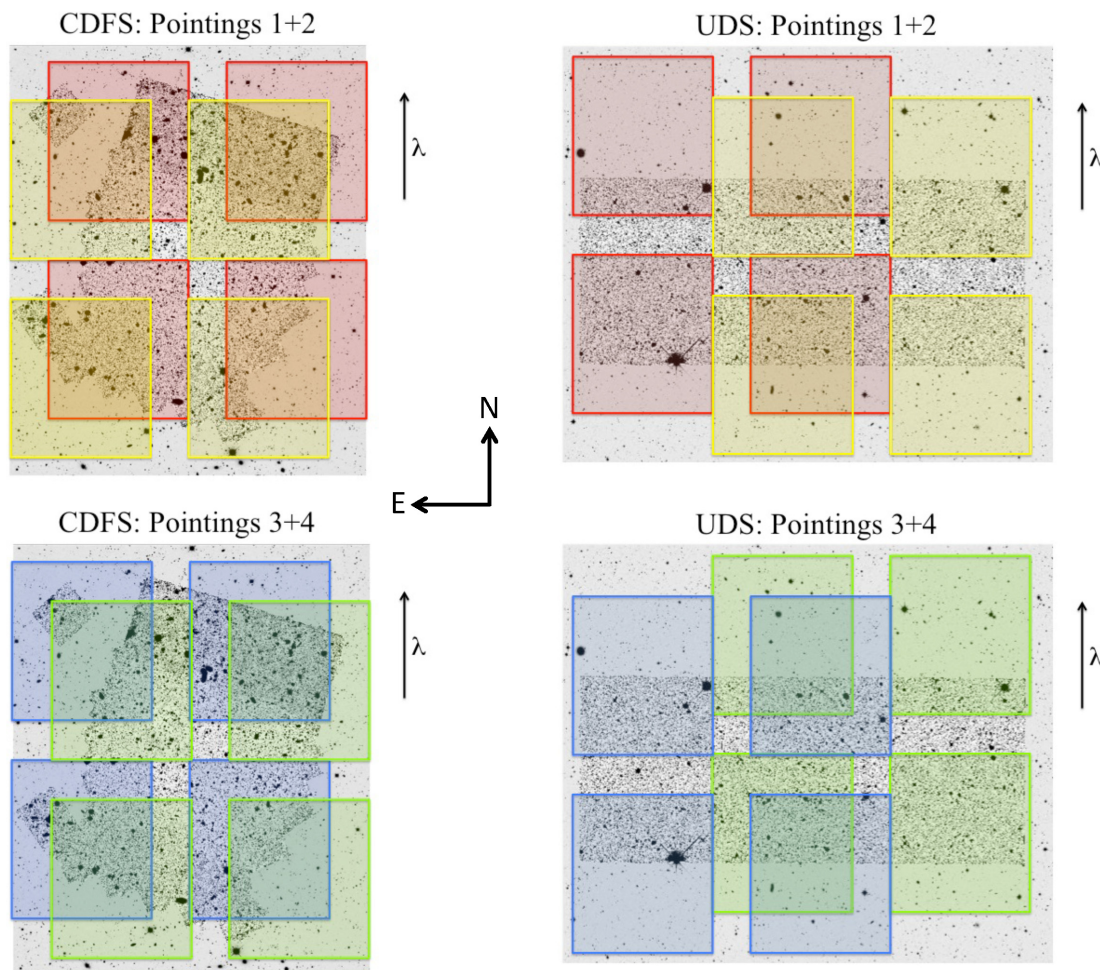 CDFS: Pointings 1+2
UDS: Pointings 1+2
λ
λ
N
E
CDFS: Pointings 3+4
UDS: Pointings 3+4
λ
λ